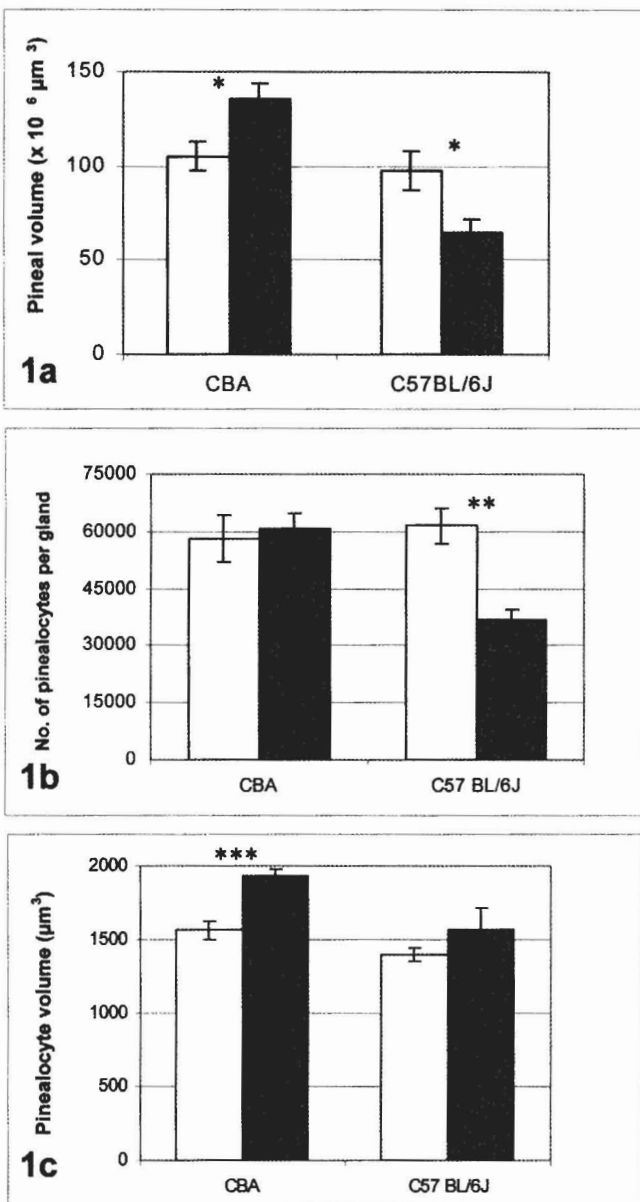 Pineal volume (x 10 ⁶ µm ³)
150
100
50
0
*
*
CBA
C57BL/6J
1a
No. of pinealocytes per gland
75000
60000
45000
30000
15000
0
**
CBA
C57 BL/6J
1b
Pinealocyte volume (µm³)
2000
1500
1000
500
0
***
CBA
C57 BL/6J
1c